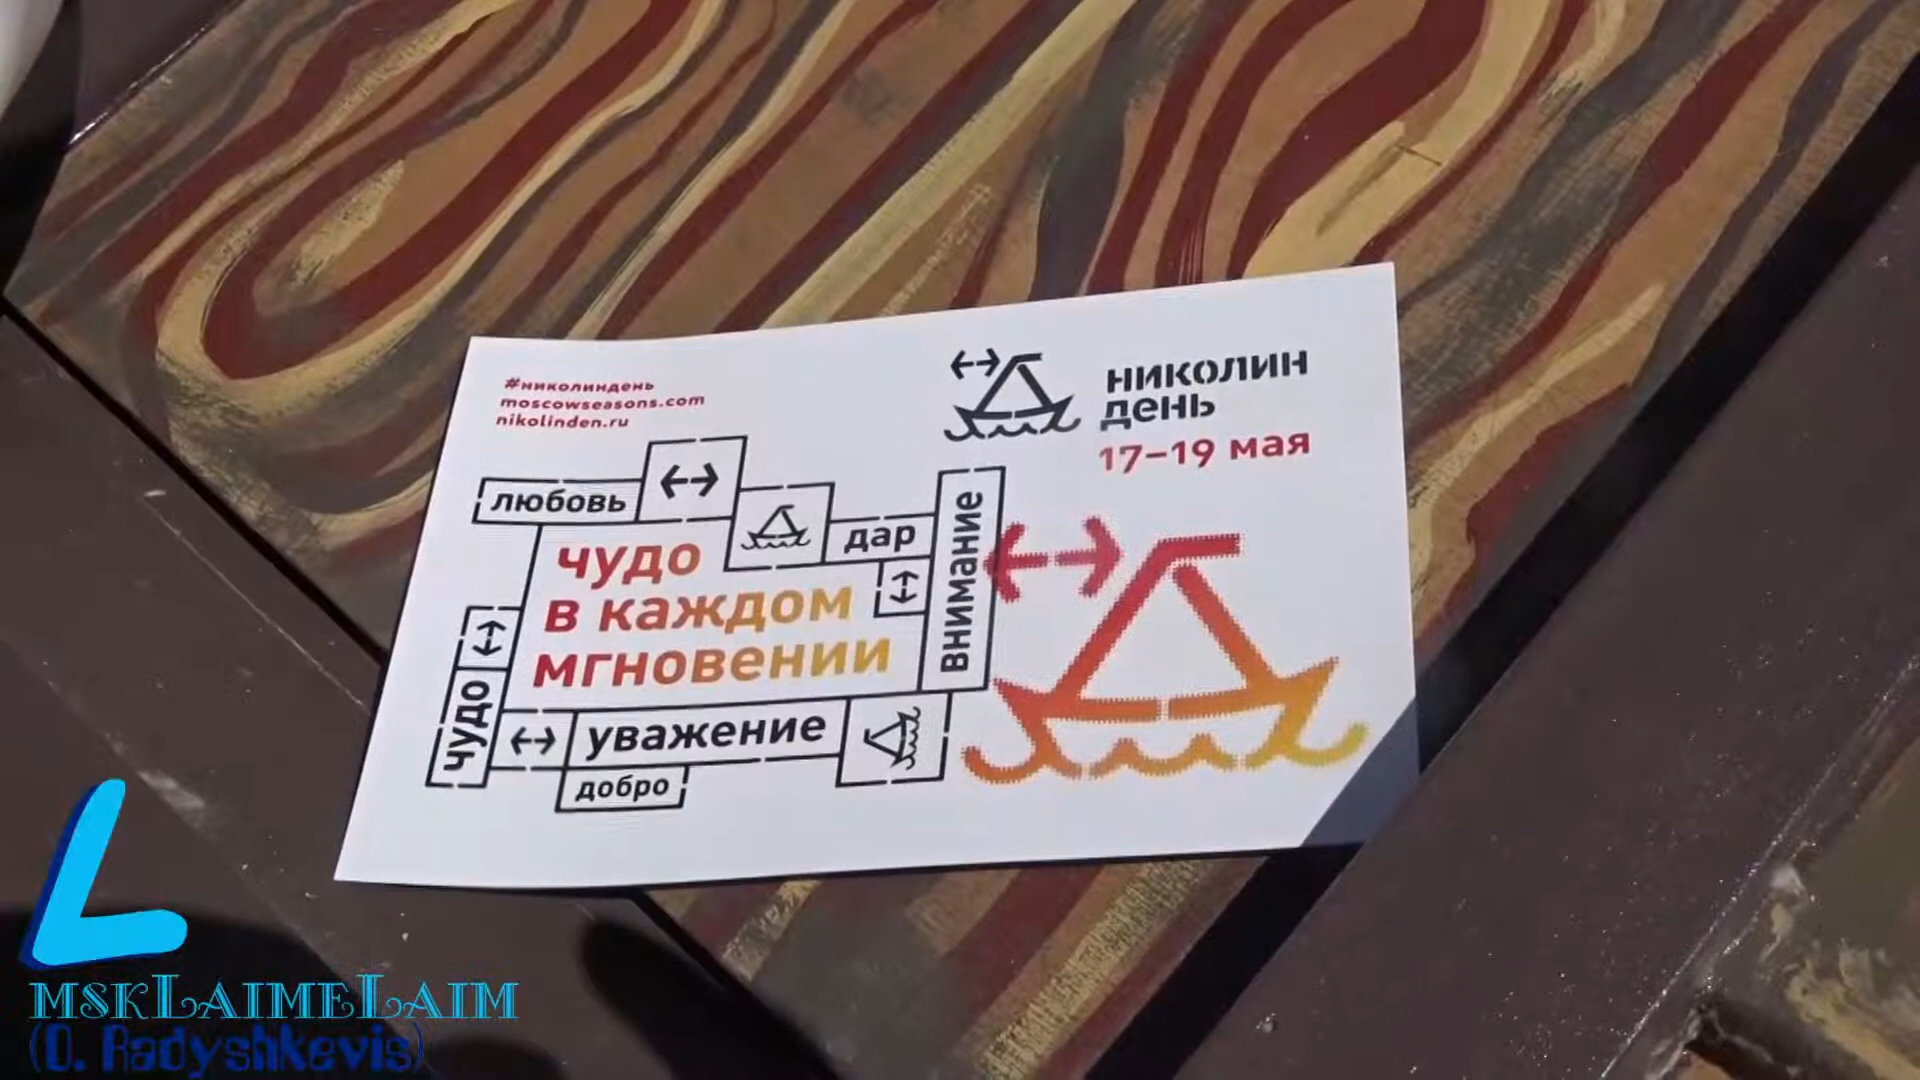 #николиндень
moscowseasons.com
nikolinden.ru
НИКОЛИН
день
17–19 мая
любовь
дар
внимание
чудо
в каждом
мгновении
чудо
уважение
добро
L
mskLaimeLaim
(O. Radyshkevis)